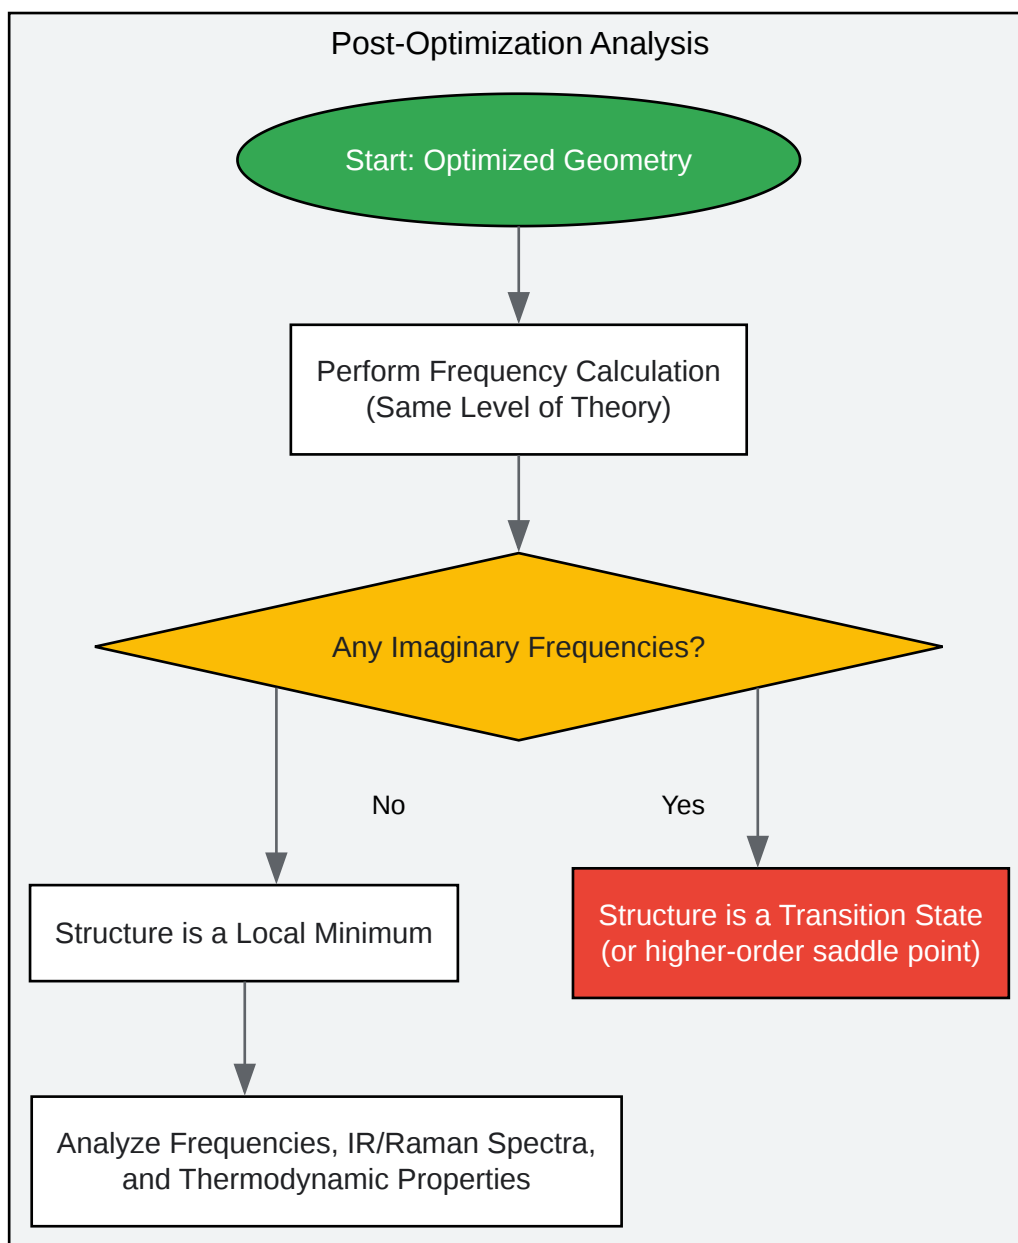 Post-Optimization Analysis
Start: Optimized Geometry
Perform Frequency Calculation
(Same Level of Theory)
Any Imaginary Frequencies?
No
Yes
Structure is a Local Minimum
Structure is a Transition State
(or higher-order saddle point)
Analyze Frequencies, IR/Raman Spectra,
and Thermodynamic Properties